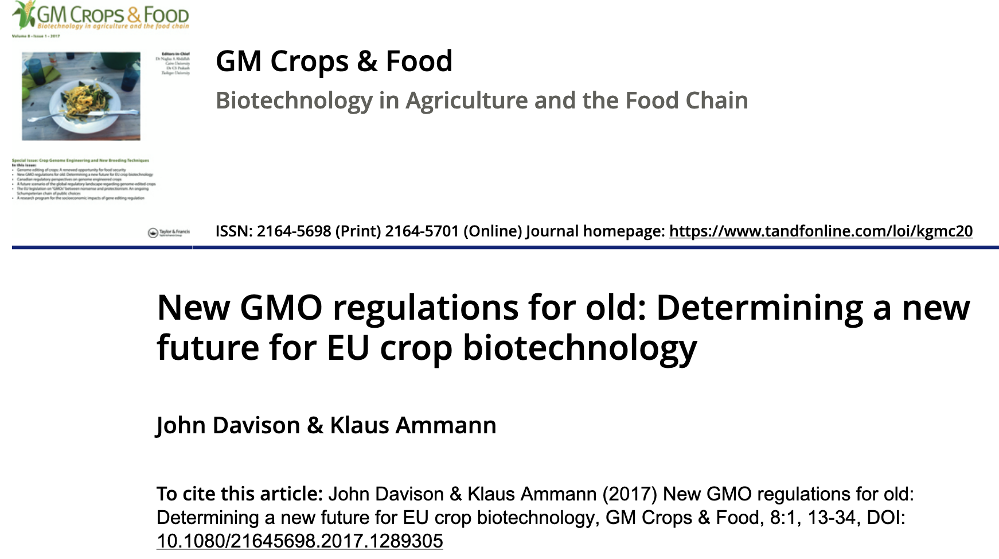 GM CROPS & FOOD
Biotechnology in agriculture and the food chain
Volume 8 • Issue 1 • 2017
Editors-in-Chief
Dr Naglaa A Abdallah
Cairo University
Dr CS Prakash
Tuskegee University
GM Crops & Food
Biotechnology in Agriculture and the Food Chain
Special Issue: Crop Genome Engineering and New Breeding Techniques
In this issue:
• Genome editing of crops: A renewed opportunity for food security
• New GMO regulations for old: Determining a new future for EU crop biotechnology
• Canadian regulatory perspectives on genome engineered crops
• A future scenario of the global regulatory landscape regarding genome-edited crops
• The EU legislation on "GMOs" between nonsense and protectionism: An ongoing
Schumpeterian chain of public choices
• A research program for the socioeconomic impacts of gene editing regulation
Taylor & Francis
Taylor & Francis Group
ISSN: 2164-5698 (Print) 2164-5701 (Online) Journal homepage: https://www.tandfonline.com/loi/kgmc20
New GMO regulations for old: Determining a new
future for EU crop biotechnology
John Davison & Klaus Ammann
To cite this article: John Davison & Klaus Ammann (2017) New GMO regulations for old:
Determining a new future for EU crop biotechnology, GM Crops & Food, 8:1, 13-34, DOI:
10.1080/21645698.2017.1289305